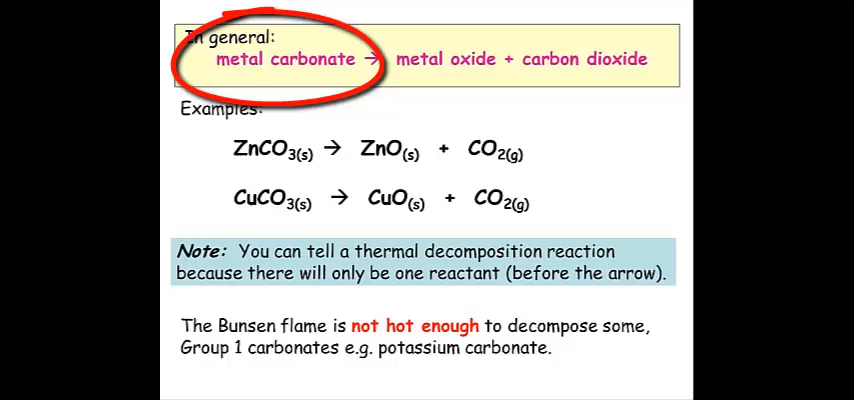 In general:
metal carbonate → metal oxide + carbon dioxide
Examples:
ZnCO₃(s) → ZnO(s) + CO₂(g)
CuCO₃(s) → CuO(s) + CO₂(g)
Note: You can tell a thermal decomposition reaction
because there will only be one reactant (before the arrow).
The Bunsen flame is not hot enough to decompose some,
Group 1 carbonates e.g. potassium carbonate.